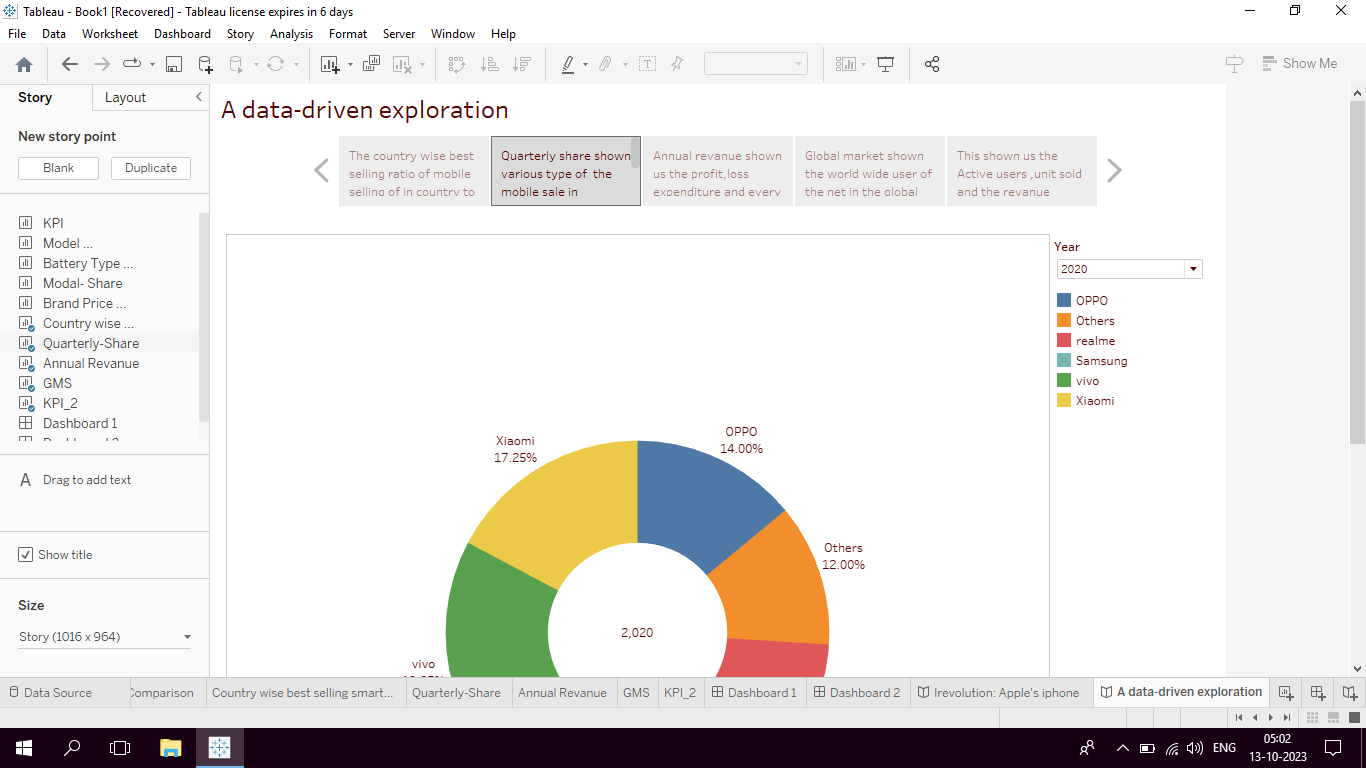 Tableau - Book1 [Recovered] - Tableau license expires in 6 days
File Data Worksheet Dashboard Story Analysis Format Server Window Help
Show Me
Story Layout
New story point
Blank Duplicate
KPI
Model ...
Battery Type ...
Modal- Share
Brand Price ...
Country wise ...
Quarterly-Share
Annual Revanue
GMS
KPI_2
Dashboard 1
A Drag to add text
Show title
Size
Story (1016 x 964)
A data-driven exploration
The country wise best
selling ratio of mobile
selling of in country to
Quarterly share shown
various type of the
mobile sale in
Annual revanue shown
us the profit,loss
expenditure and every
Global market shown
the world wide user of
the net in the global
This shown us the
Active users ,unit sold
and the revanue
Year
2020
OPPO
Others
realme
Samsung
vivo
Xiaomi
Xiaomi
17.25%
OPPO
14.00%
Others
12.00%
2,020
vivo
Data Source Comparison Country wise best selling smart... Quarterly-Share Annual Revanue GMS KPI_2 Dashboard 1 Dashboard 2 Irevolution: Apple's iphone A data-driven exploration
ENG
05:02
13-10-2023